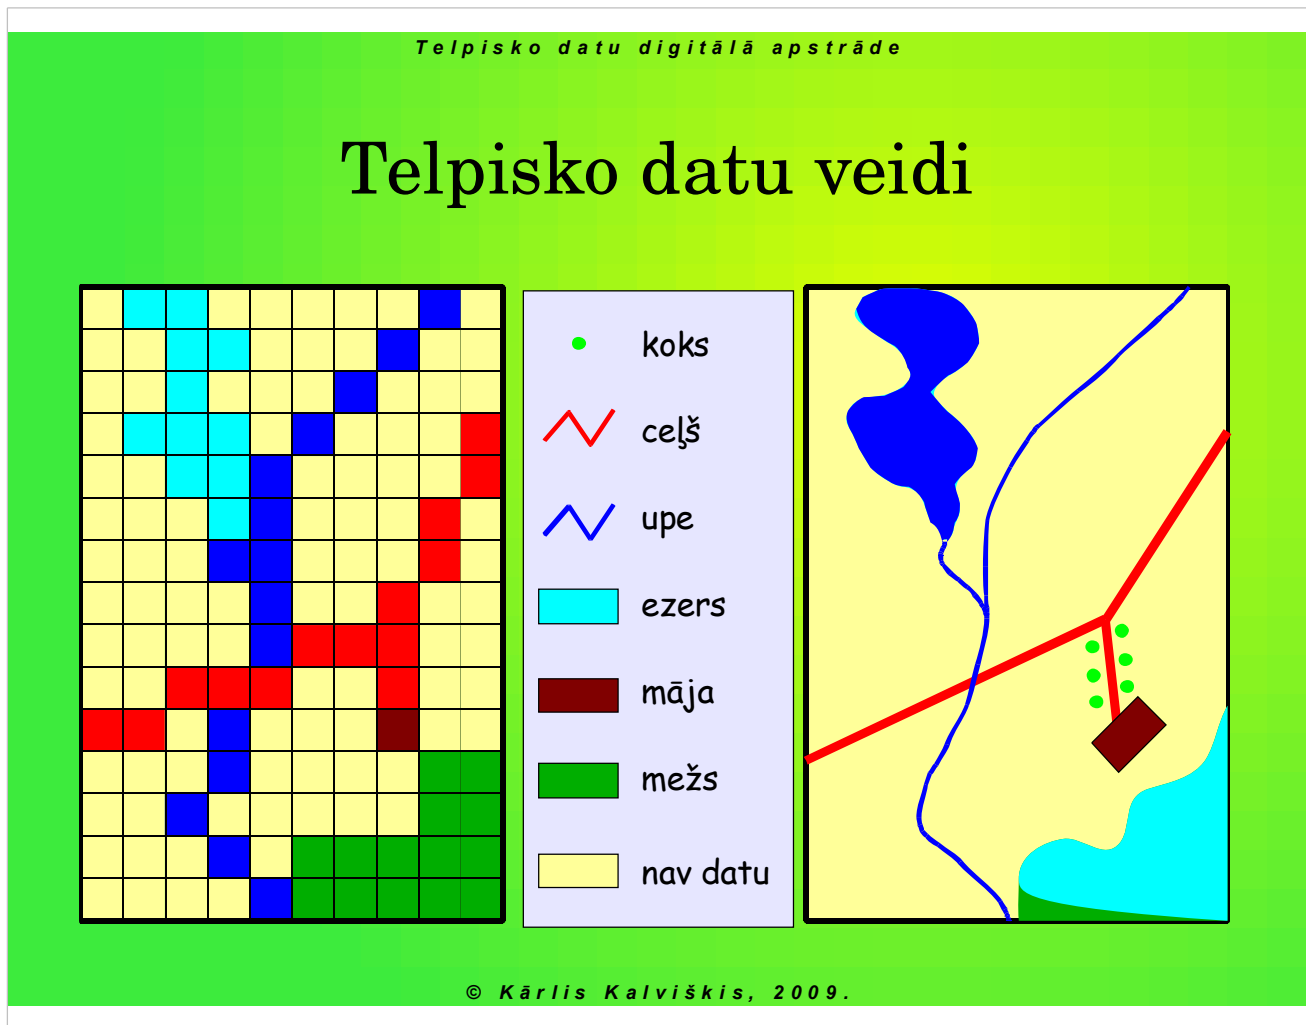 Telpisko datu digitālā apstrāde
Telpisko datu veidi
koks
ceļš
upe
ezers
māja
mežs
nav datu
© Kārlis Kalviškis, 2009.